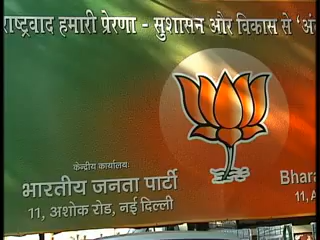 राष्ट्रवाद हमारी प्रेरणा - सुशासन और विकास से
केन्द्रीय कार्यालयः
भारतीय जनता पार्टी
11, अशोक रोड, नई दिल्ली
Bhara
11, A